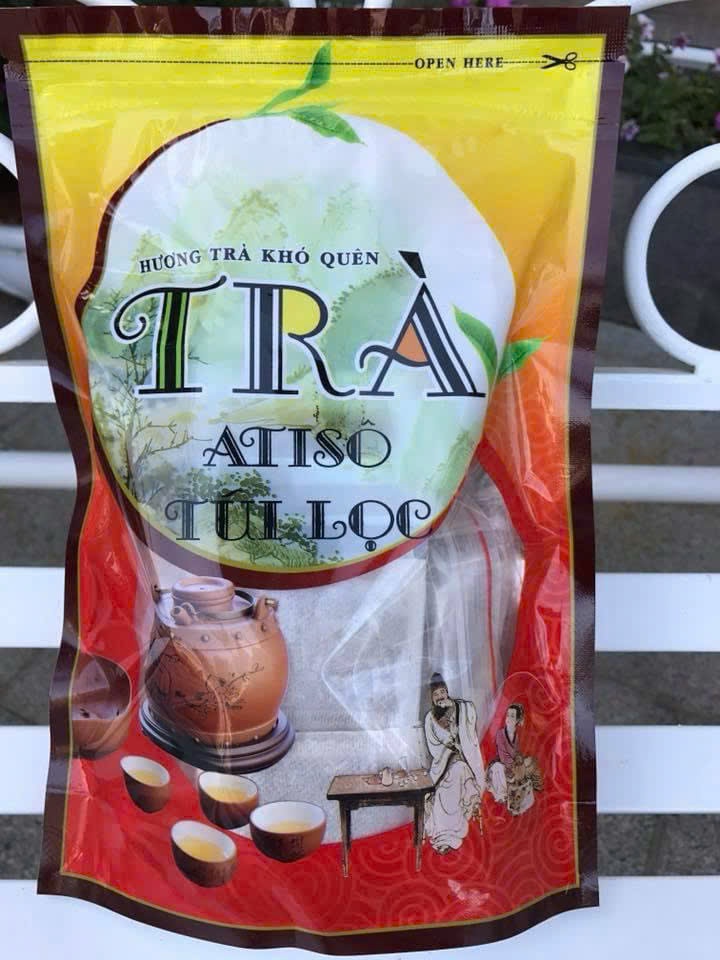 OPEN HERE
HƯƠNG TRÀ KHÓ QUÊN
TRÀ
ATISÔ
TÚI LỌC